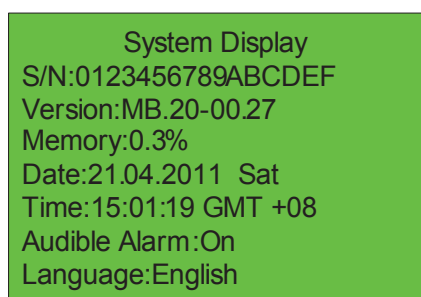 System Display
S/N:0123456789ABCDEF
Version:MB.20-00.27
Memory:0.3%
Date:21.04.2011 Sat
Time:15:01:19 GMT +08
Audible Alarm:On
Language:English